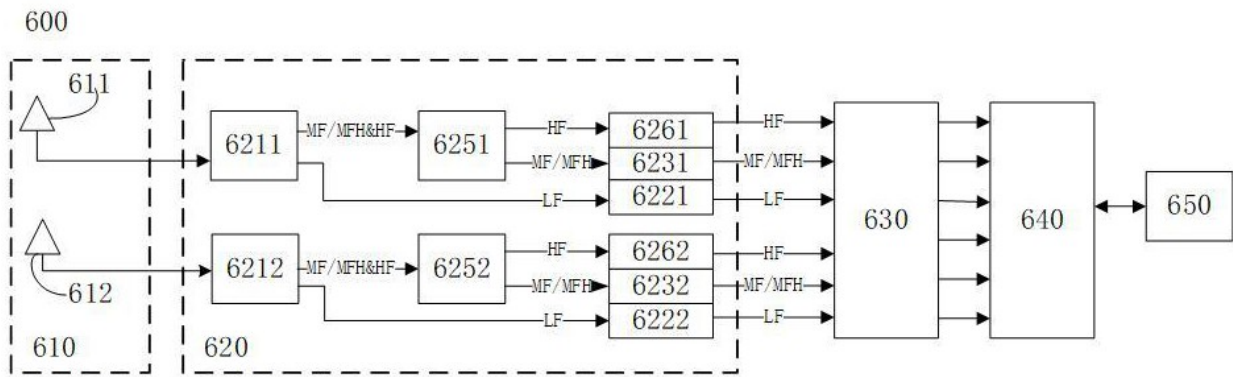 600
611
6211
MF/MFH&HF
6251
HF
6261
HF
MF/MFH
6231
MF/MFH
LF
6221
LF
630
640
650
612
6212
MF/MFH&HF
6252
HF
6262
HF
MF/MFH
6232
MF/MFH
LF
6222
LF
610
620